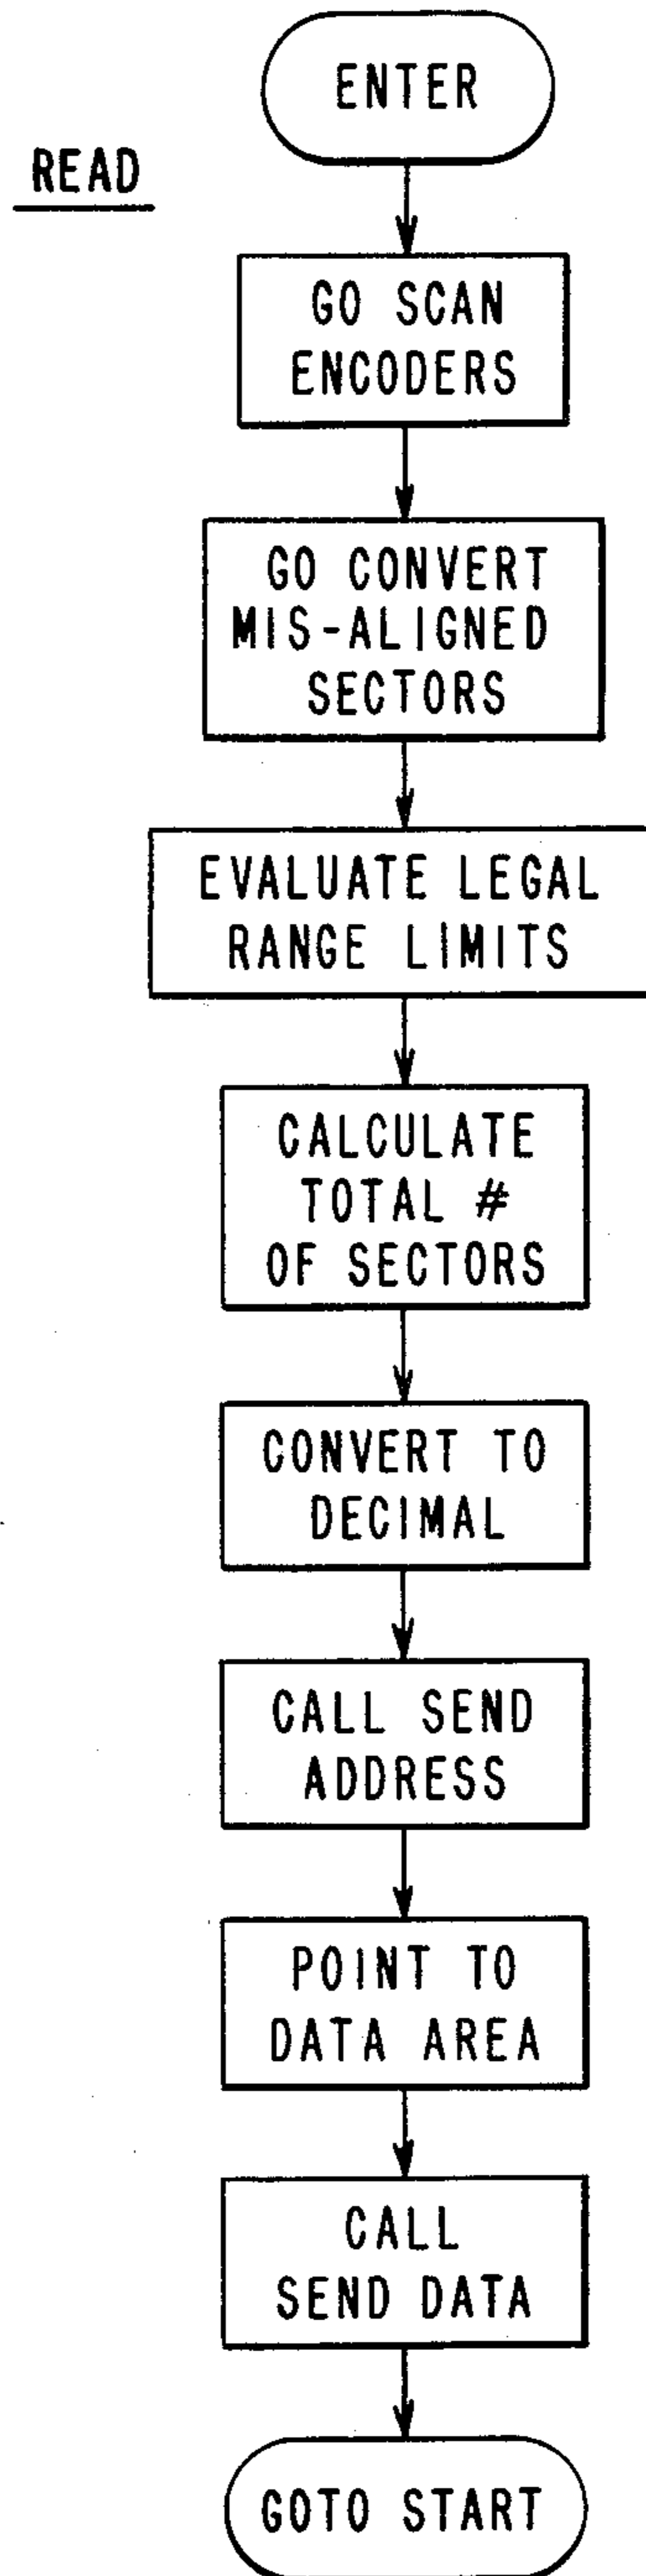 ENTER
READ
GO SCAN
ENCODERS
GO CONVERT
MIS-ALIGNED
SECTORS
EVALUATE LEGAL
RANGE LIMITS
CALCULATE
TOTAL #
OF SECTORS
CONVERT TO
DECIMAL
CALL SEND
ADDRESS
POINT TO
DATA AREA
CALL
SEND DATA
GOTO START